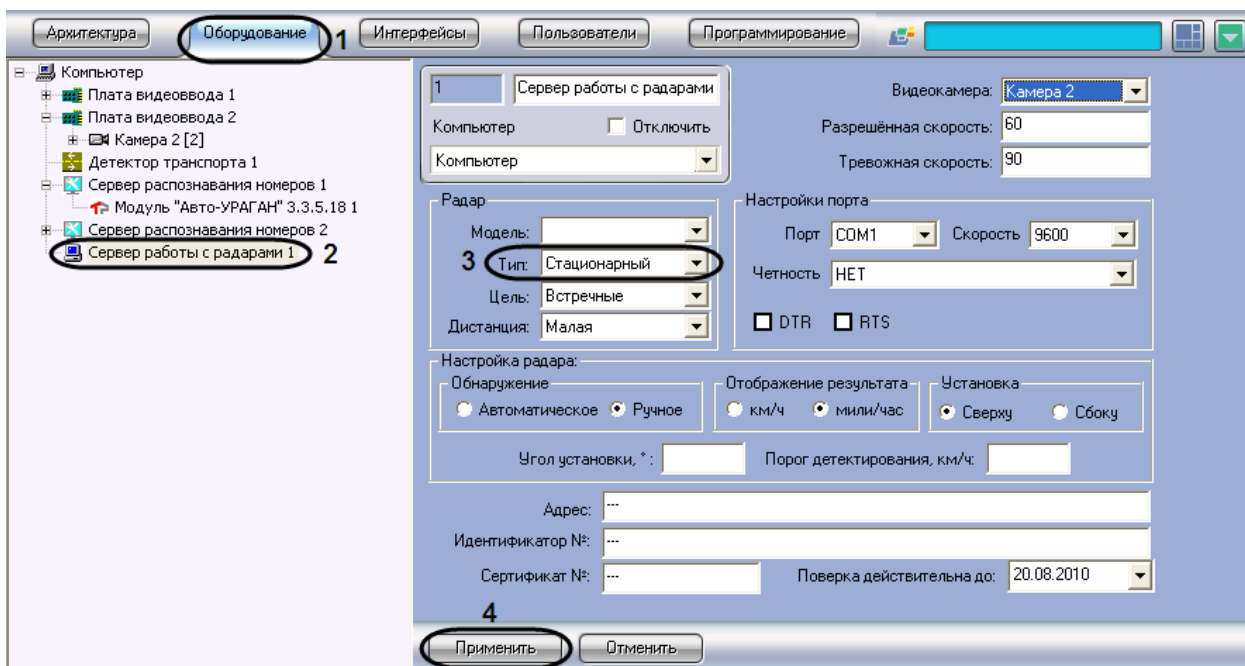 Архитектура Оборудование 1 Интерфейсы Пользователи Программирование
Компьютер
Плата видеоввода 1
Плата видеоввода 2
Камера 2 [2]
Детектор транспорта 1
Сервер распознавания номеров 1
Модуль "Авто-УРАГАН" 3.3.5.18 1
Сервер распознавания номеров 2
Сервер работы с радарами 1 2
1 Сервер работы с радарами
Компьютер Отключить
Компьютер
Видеокамера: Камера 2
Разрешённая скорость: 60
Тревожная скорость: 90
Радар
Модель:
3 Тип: Стационарный
Цель: Встречные
Дистанция: Малая
Настройки порта
Порт COM1 Скорость 9600
Четность НЕТ
DTR RTS
Настройка радара:
Обнаружение
Автоматическое Ручное
Отображение результата
км/ч мили/час
Установка
Сверху Сбоку
Угол установки, ° : Порог детектирования, км/ч:
Адрес: ---
Идентификатор №: ---
Сертификат №: --- Поверка действительна до: 20.08.2010
4
Применить Отменить